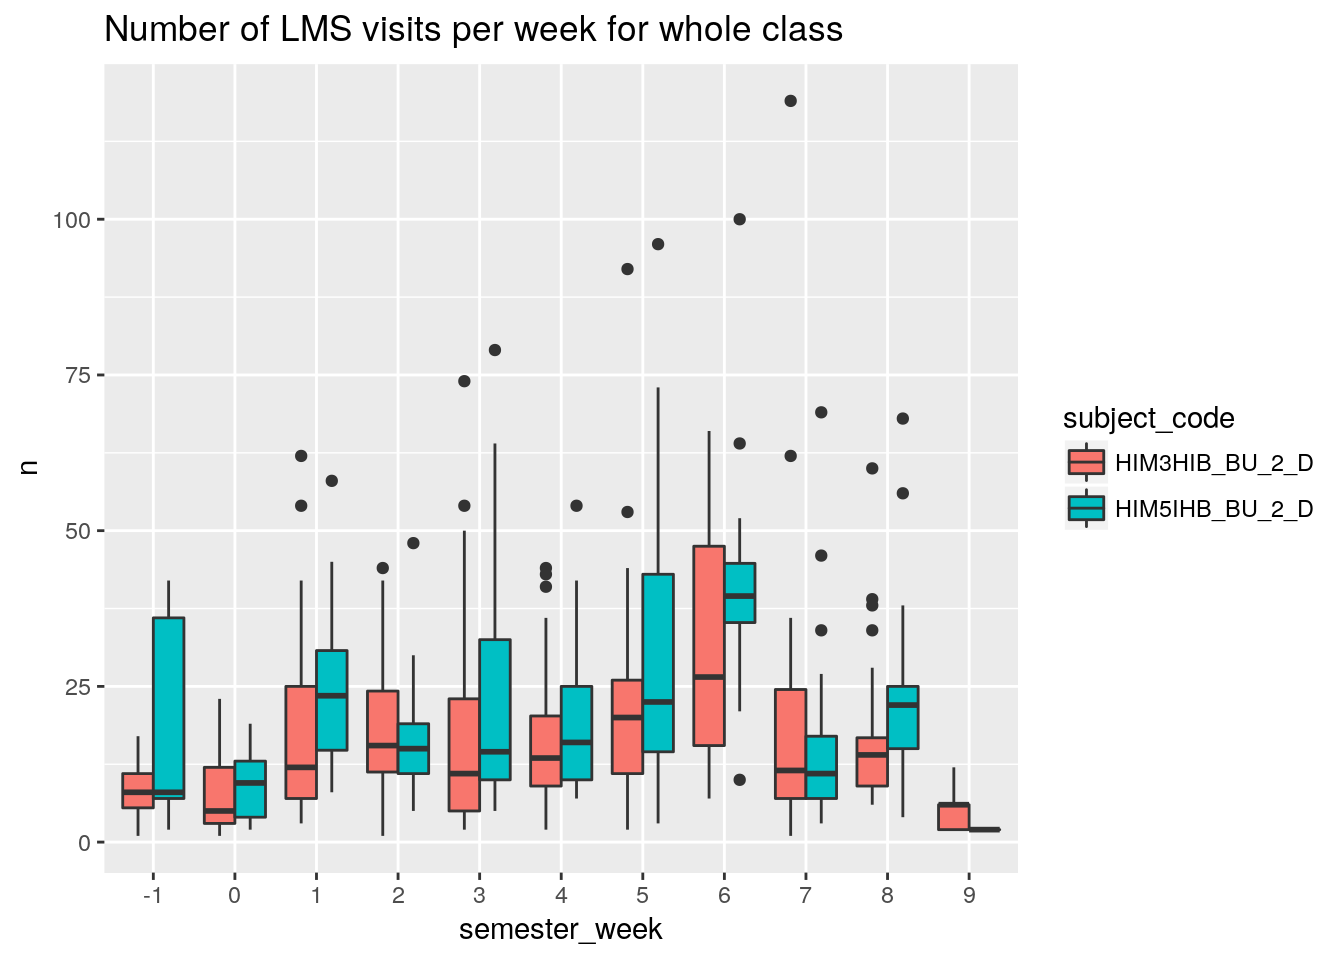 Number of LMS visits per week for whole class
100
75
50
25
0
n
-1 0 1 2 3 4 5 6 7 8 9
semester_week
subject_code
HIM3HIB_BU_2_D
HIM5IHB_BU_2_D